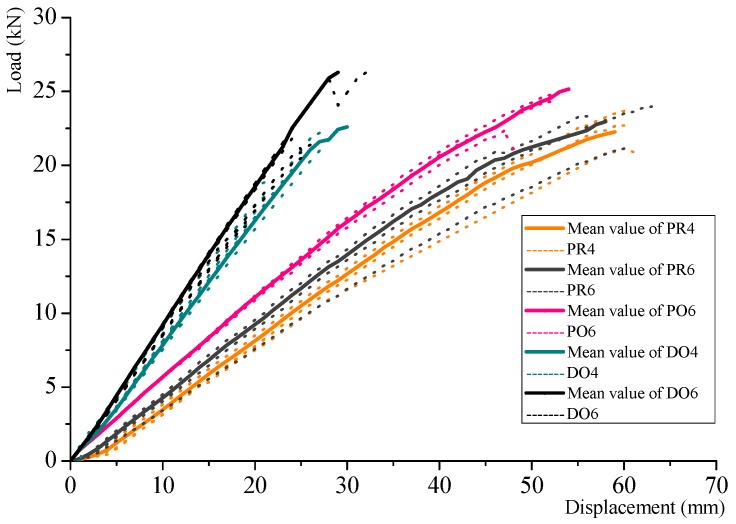 Load (kN)
30
25
20
15
10
5
0
Mean value of PR4
PR4
Mean value of PR6
PR6
Mean value of PO6
PO6
Mean value of DO4
DO4
Mean value of DO6
DO6
0 10 20 30 40 50 60 70
Displacement (mm)